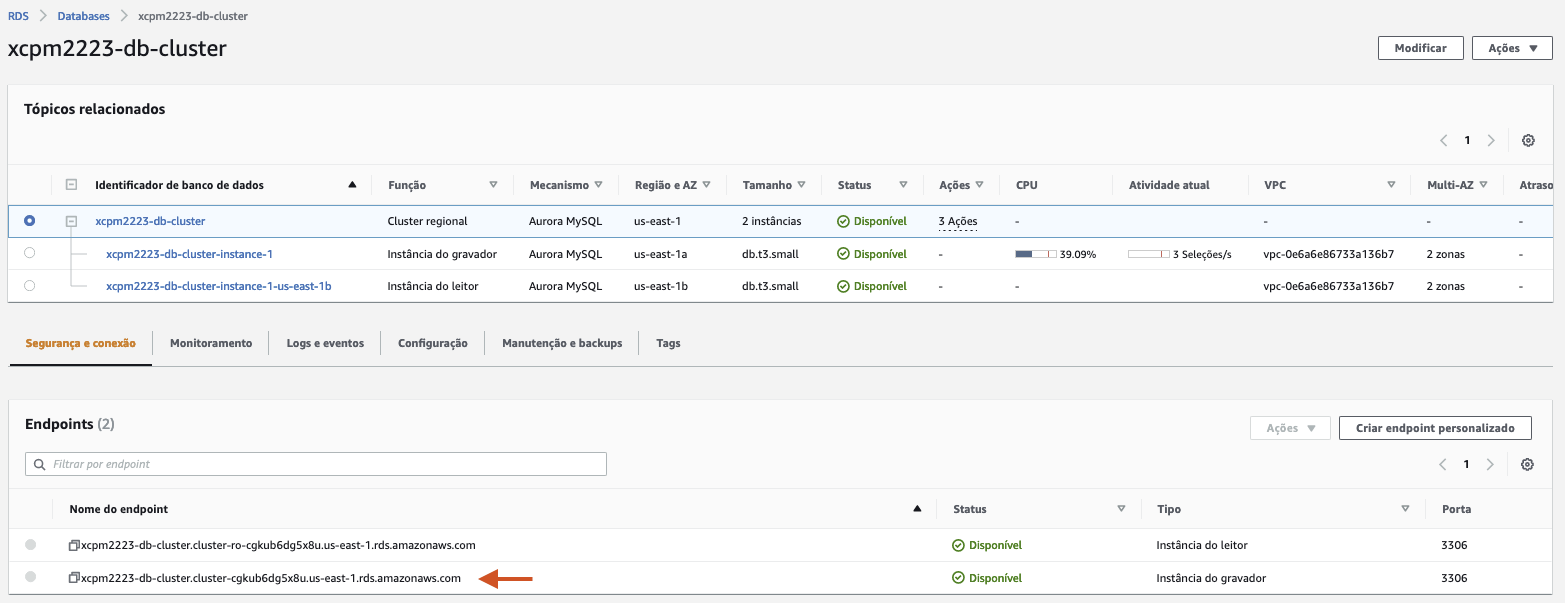 RDS > Databases > xcpm2223-db-cluster
xcpm2223-db-cluster
Modificar Ações
Tópicos relacionados
1
Identificador de banco de dados Função Mecanismo Região e AZ Tamanho Status Ações CPU Atividade atual VPC Multi-AZ Atraso
xcpm2223-db-cluster Cluster regional Aurora MySQL us-east-1 2 instâncias Disponível 3 Ações - - - -
xcpm2223-db-cluster-instance-1 Instância do gravador Aurora MySQL us-east-1a db.t3.small Disponível - 39.09% 3 Seleções/s vpc-0e6a6e86733a136b7 2 zonas -
xcpm2223-db-cluster-instance-1-us-east-1b Instância do leitor Aurora MySQL us-east-1b db.t3.small Disponível - - vpc-0e6a6e86733a136b7 2 zonas -
Segurança e conexão Monitoramento Logs e eventos Configuração Manutenção e backups Tags
Endpoints (2)
Ações Criar endpoint personalizado
Filtrar por endpoint
1
Nome do endpoint Status Tipo Porta
xcpm2223-db-cluster.cluster-ro-cgkub6dg5x8u.us-east-1.rds.amazonaws.com Disponível Instância do leitor 3306
xcpm2223-db-cluster.cluster-cgkub6dg5x8u.us-east-1.rds.amazonaws.com Disponível Instância do gravador 3306